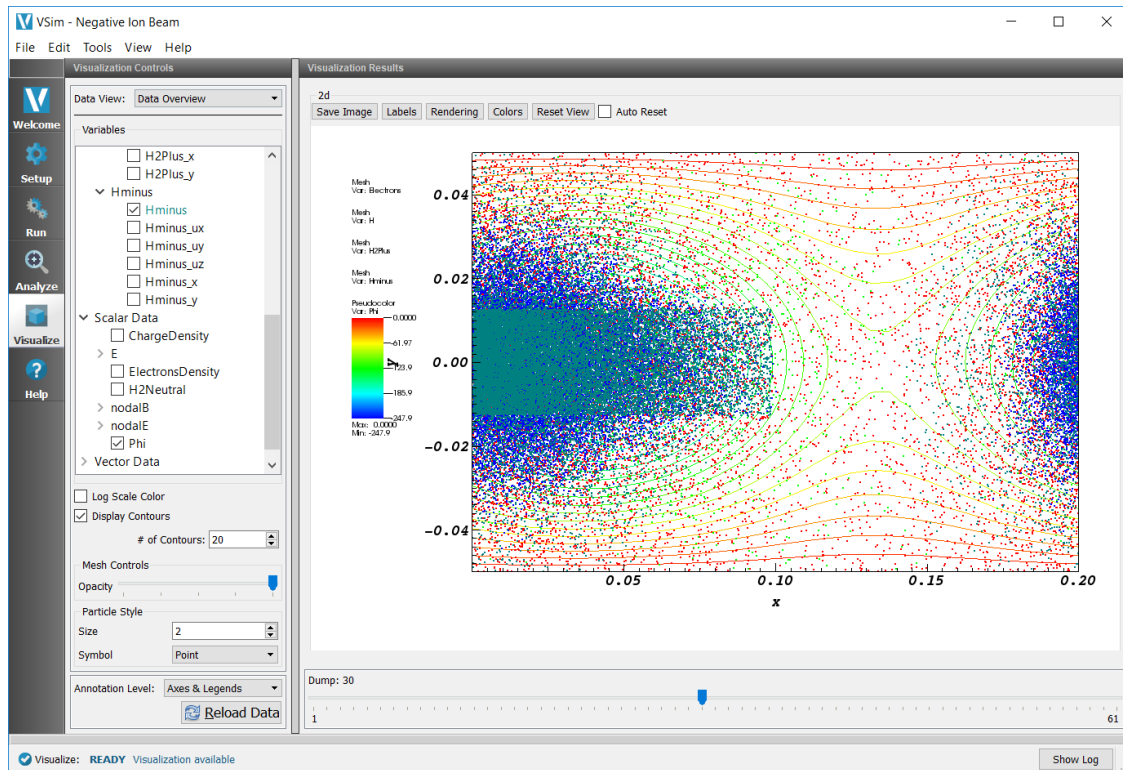 VSim - Negative Ion Beam
File Edit Tools View Help
Visualization Controls
Visualization Results
Welcome
Setup
Run
Analyze
Visualize
Help
Data View: Data Overview
Variables
H2Plus_x
H2Plus_y
Hminus
Hminus
Hminus_ux
Hminus_uy
Hminus_uz
Hminus_x
Hminus_y
Scalar Data
ChargeDensity
E
ElectronsDensity
H2Neutral
nodalB
nodalE
Phi
Vector Data
Log Scale Color
Display Contours
# of Contours: 20
Mesh Controls
Opacity
Particle Style
Size 2
Symbol Point
Annotation Level: Axes & Legends
Reload Data
2d
Save Image Labels Rendering Colors Reset View Auto Reset
Mesh
Var: Electrons
Mesh
Var: H
Mesh
Var: H2Plus
Mesh
Var: Hminus
Pseudocolor
Var: Phi
0.0000
-61.97
-123.9
-185.9
-247.9
Max: 0.0000
Min: -247.9
y
0.04
0.02
0.00
-0.02
-0.04
0.05 0.10 0.15 0.20
x
Dump: 30
1 61
Visualize: READY Visualization available
Show Log